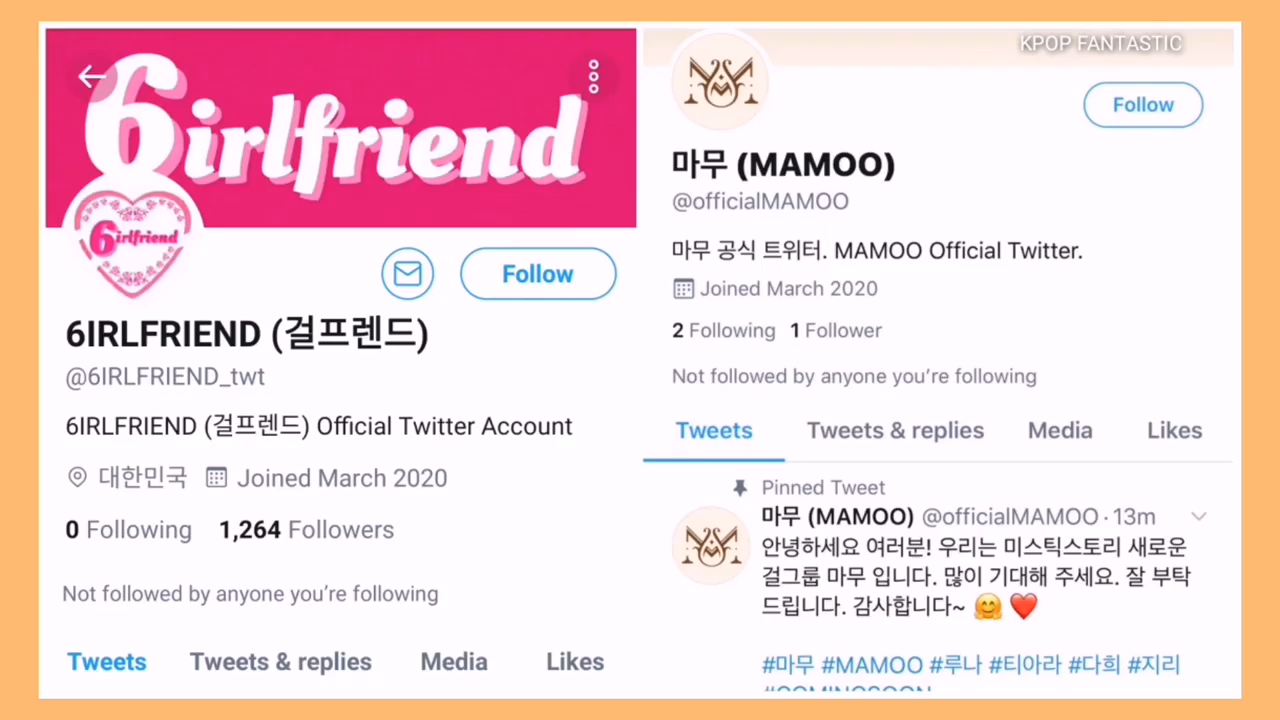 6irlfriend
6irlfriend
Follow
6IRLFRIEND (걸프렌드)
@6IRLFRIEND_twt
6IRLFRIEND (걸프렌드) Official Twitter Account
대한민국 Joined March 2020
0 Following 1,264 Followers
Not followed by anyone you’re following
Tweets Tweets & replies Media Likes
KPOP FANTASTIC
Follow
마무 (MAMOO)
@officialMAMOO
마무 공식 트위터. MAMOO Official Twitter.
Joined March 2020
2 Following 1 Follower
Not followed by anyone you’re following
Tweets Tweets & replies Media Likes
Pinned Tweet
마무 (MAMOO) @officialMAMOO · 13m
안녕하세요 여러분! 우리는 미스틱스토리 새로운
걸그룹 마무 입니다. 많이 기대해 주세요. 잘 부탁
드립니다. 감사합니다~ 🤗 ❤️
#마무 #MAMOO #루나 #티아라 #다희 #지리
#COMINGSOON